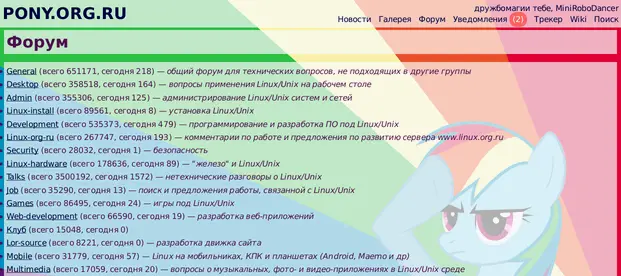 дружбомагии тебе, MiniRoboDancer
PONY.ORG.RU
Новости Галерея Форум Уведомления (2) Трекер Wiki Поиск
Форум
General (всего 651171, сегодня 218) — общий форум для технических вопросов, не подходящих в другие группы
Desktop (всего 358518, сегодня 164) — вопросы применения Linux/Unix на рабочем столе
Admin (всего 355306, сегодня 125) — администрирование Linux/Unix систем и сетей
Linux-install (всего 89561, сегодня 8) — установка Linux/Unix
Development (всего 535373, сегодня 479) — программирование и разработка ПО под Linux/Unix
Linux-org-ru (всего 267747, сегодня 193) — комментарии по работе и предложения по развитию сервера www.linux.org.ru
Security (всего 28032, сегодня 1) — безопасность
Linux-hardware (всего 178636, сегодня 89) — "железо" и Linux/Unix
Talks (всего 3500192, сегодня 1572) — нетехнические разговоры о Linux/Unix
Job (всего 35290, сегодня 13) — поиск и предложения работы, связанной с Linux/Unix
Games (всего 86495, сегодня 24) — игры под Linux/Unix
Web-development (всего 66590, сегодня 19) — разработка веб-приложений
Клуб (всего 15048, сегодня 0)
Lor-source (всего 8221, сегодня 0) — разработка движка сайта
Mobile (всего 31779, сегодня 57) — Linux на мобильниках, КПК и планшетах (Android, Maemo и др)
Multimedia (всего 17059, сегодня 20) — вопросы о музыкальных, фото- и видео-приложениях в Linux/Unix среде